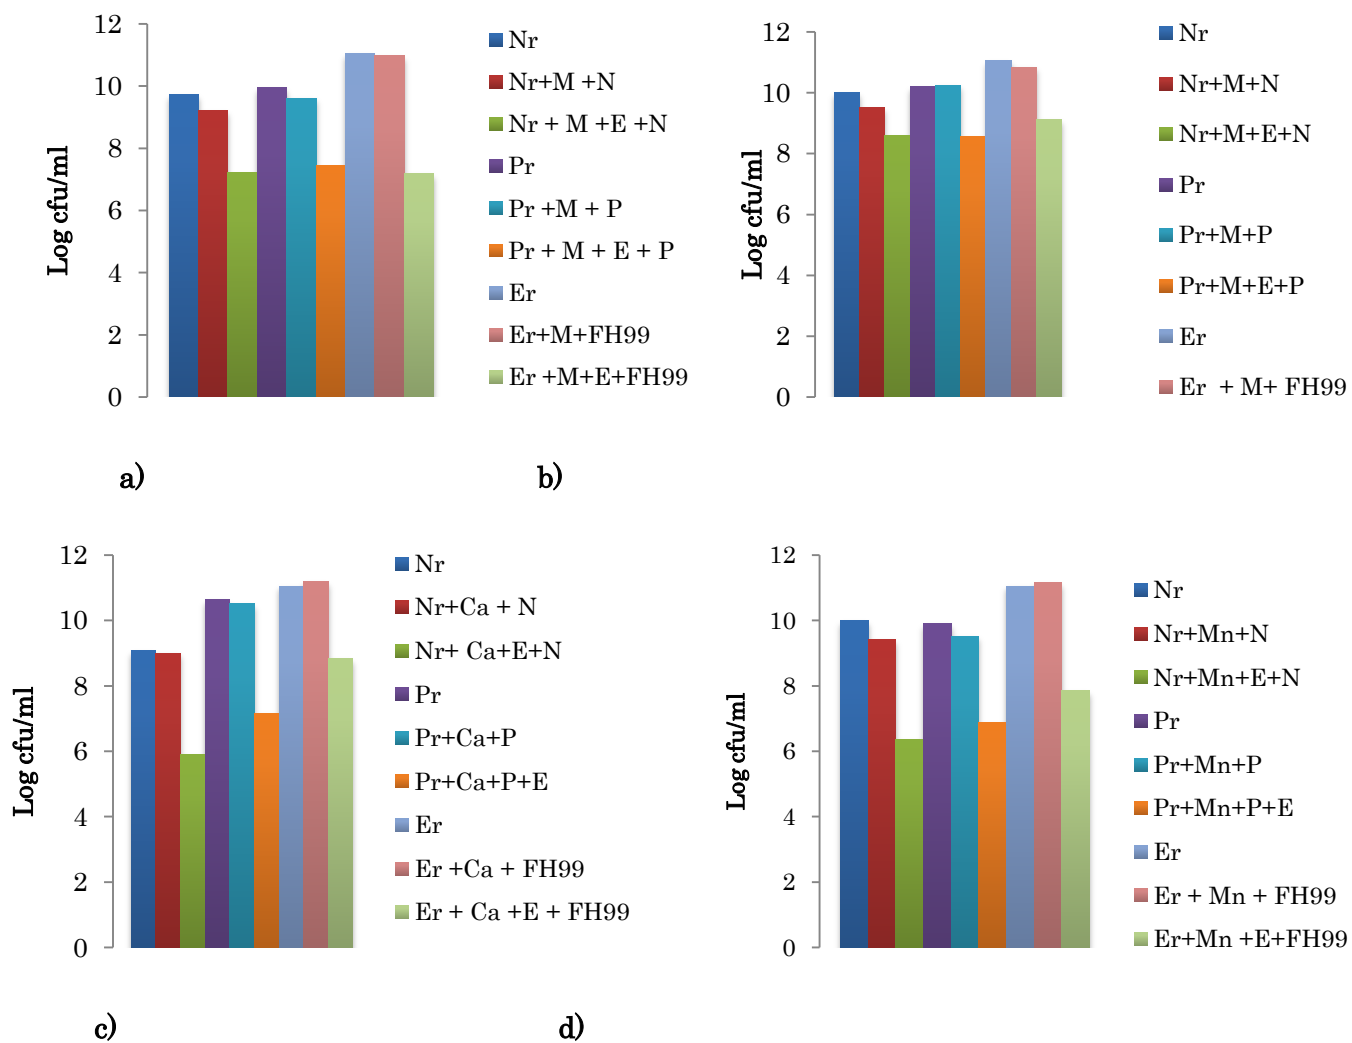 12
10
8
6
4
2
0
Log cfu/ml
Nr
Nr+M +N
Nr + M +E +N
Pr
Pr +M + P
Pr + M + E + P
Er
Er+M+FH99
Er +M+E+FH99
a)
12
10
8
6
4
2
0
Log cfu/ml
Nr
Nr+M+N
Nr+M+E+N
Pr
Pr+M+P
Pr+M+E+P
Er
Er + M+ FH99
b)
12
10
8
6
4
2
0
Log cfu/ml
Nr
Nr+Ca + N
Nr+ Ca+E+N
Pr
Pr+Ca+P
Pr+Ca+P+E
Er
Er +Ca + FH99
Er + Ca +E + FH99
c)
12
10
8
6
4
2
0
Log cfu/ml
Nr
Nr+Mn+N
Nr+Mn+E+N
Pr
Pr+Mn+P
Pr+Mn+P+E
Er
Er + Mn + FH99
Er+Mn +E+FH99
d)